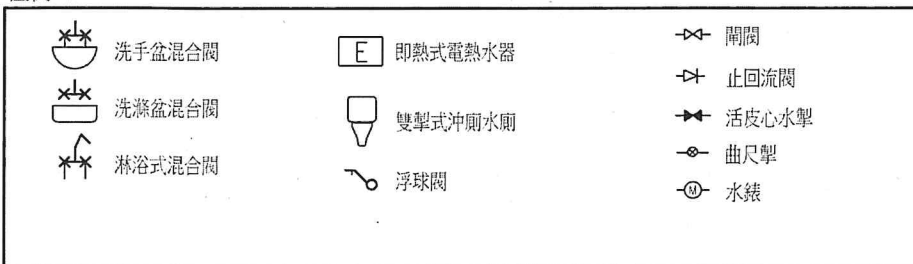 洗手盆混合閥
洗滌盆混合閥
淋浴式混合閥
E 即熱式電熱水器
雙掣式沖廁水廁
浮球閥
閘閥
止回流閥
活皮心水掣
曲尺掣
M 水錶